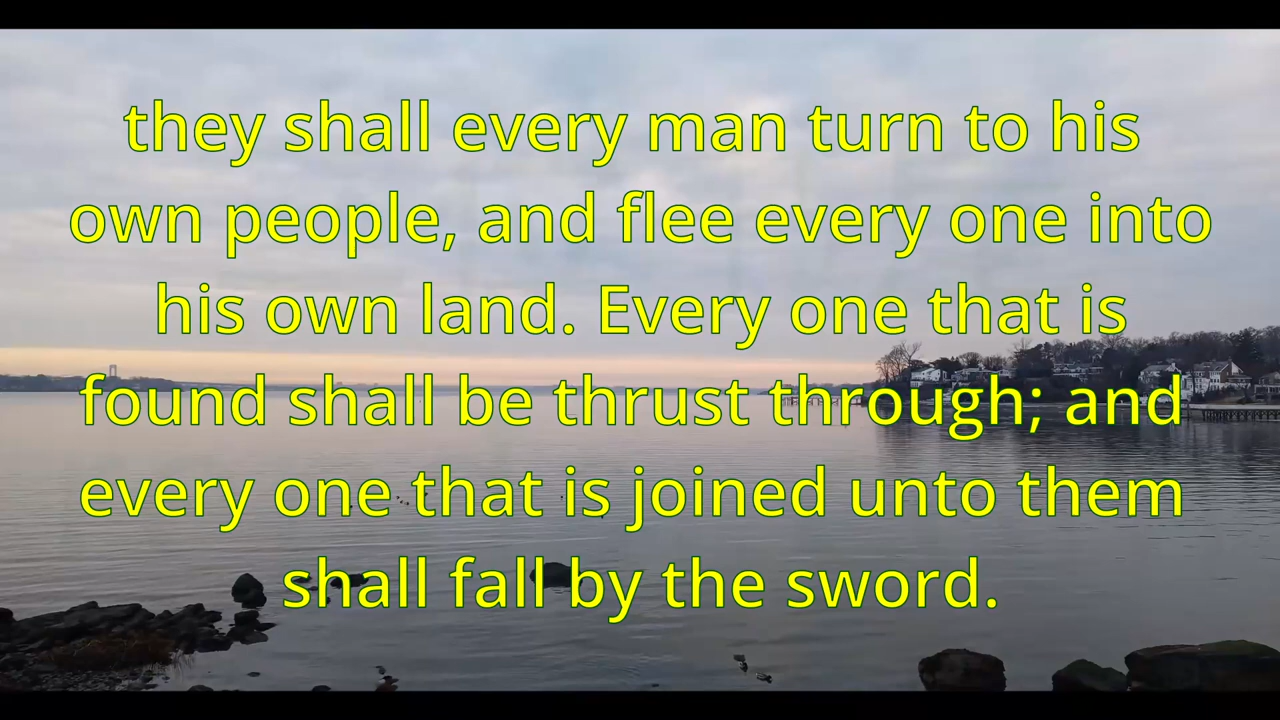 they shall every man turn to his
own people, and flee every one into
his own land. Every one that is
found shall be thrust through; and
every one that is joined unto them
shall fall by the sword.